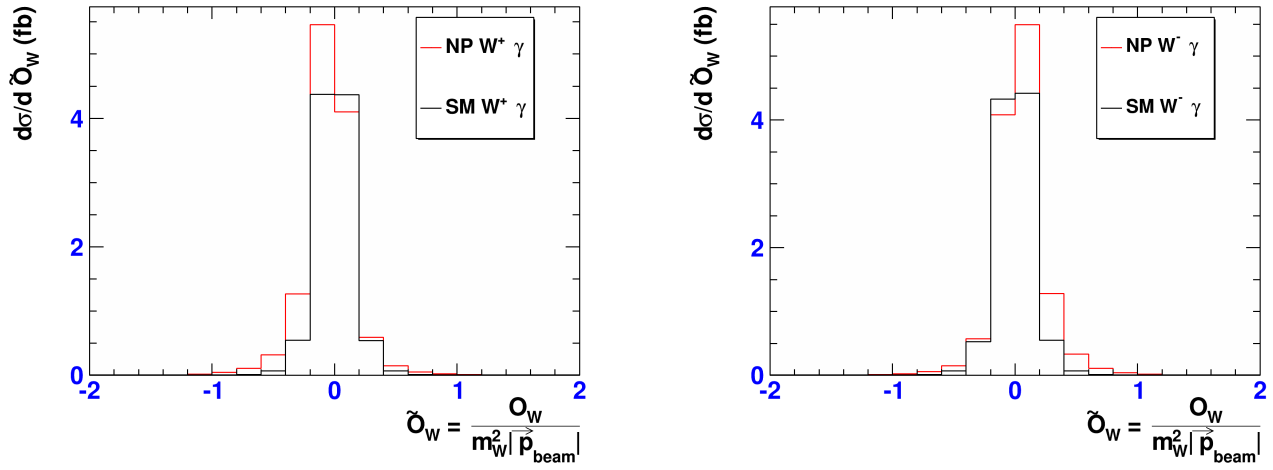 dσ/d Õ_W (fb)
4
2
0
NP W⁺ γ
SM W⁺ γ
-2 -1 0 1 2
Õ_W = O_W / m²_W |p⃗_beam|
dσ/d Õ_W (fb)
4
2
0
NP W⁻ γ
SM W⁻ γ
-2 -1 0 1 2
Õ_W = O_W / m²_W |p⃗_beam|